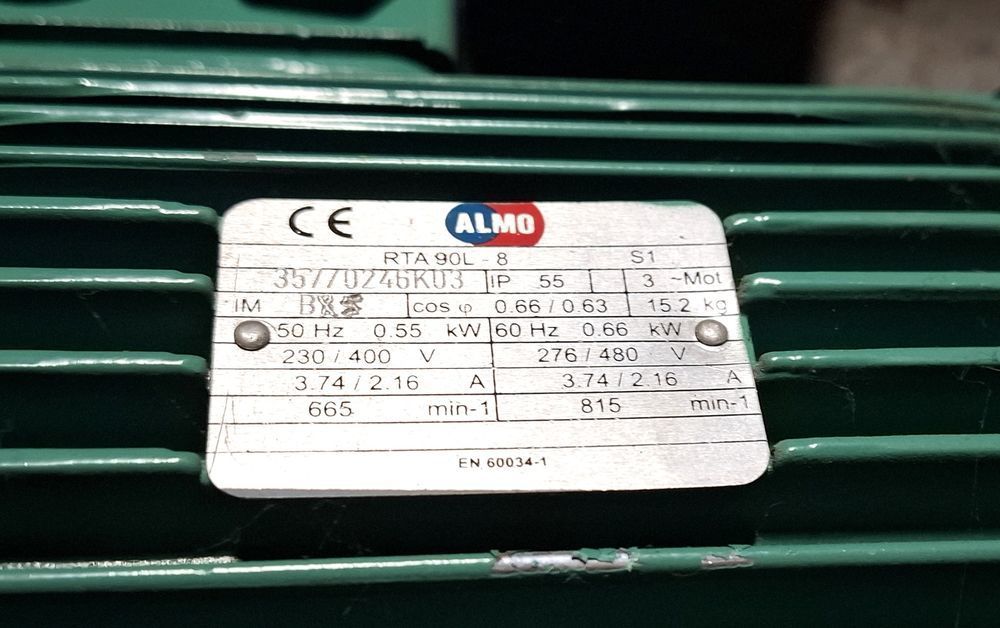 CE ALMO
RTA 90L - 8 S1
35770246K03 IP 55 3 ~Mot
IM cos φ 0.66 / 0.63 15.2 kg
50 Hz 0.55 kW 60 Hz 0.66 kW
230 / 400 V 276 / 480 V
3.74 / 2.16 A 3.74 / 2.16 A
665 min-1 815 min-1
EN 60034-1